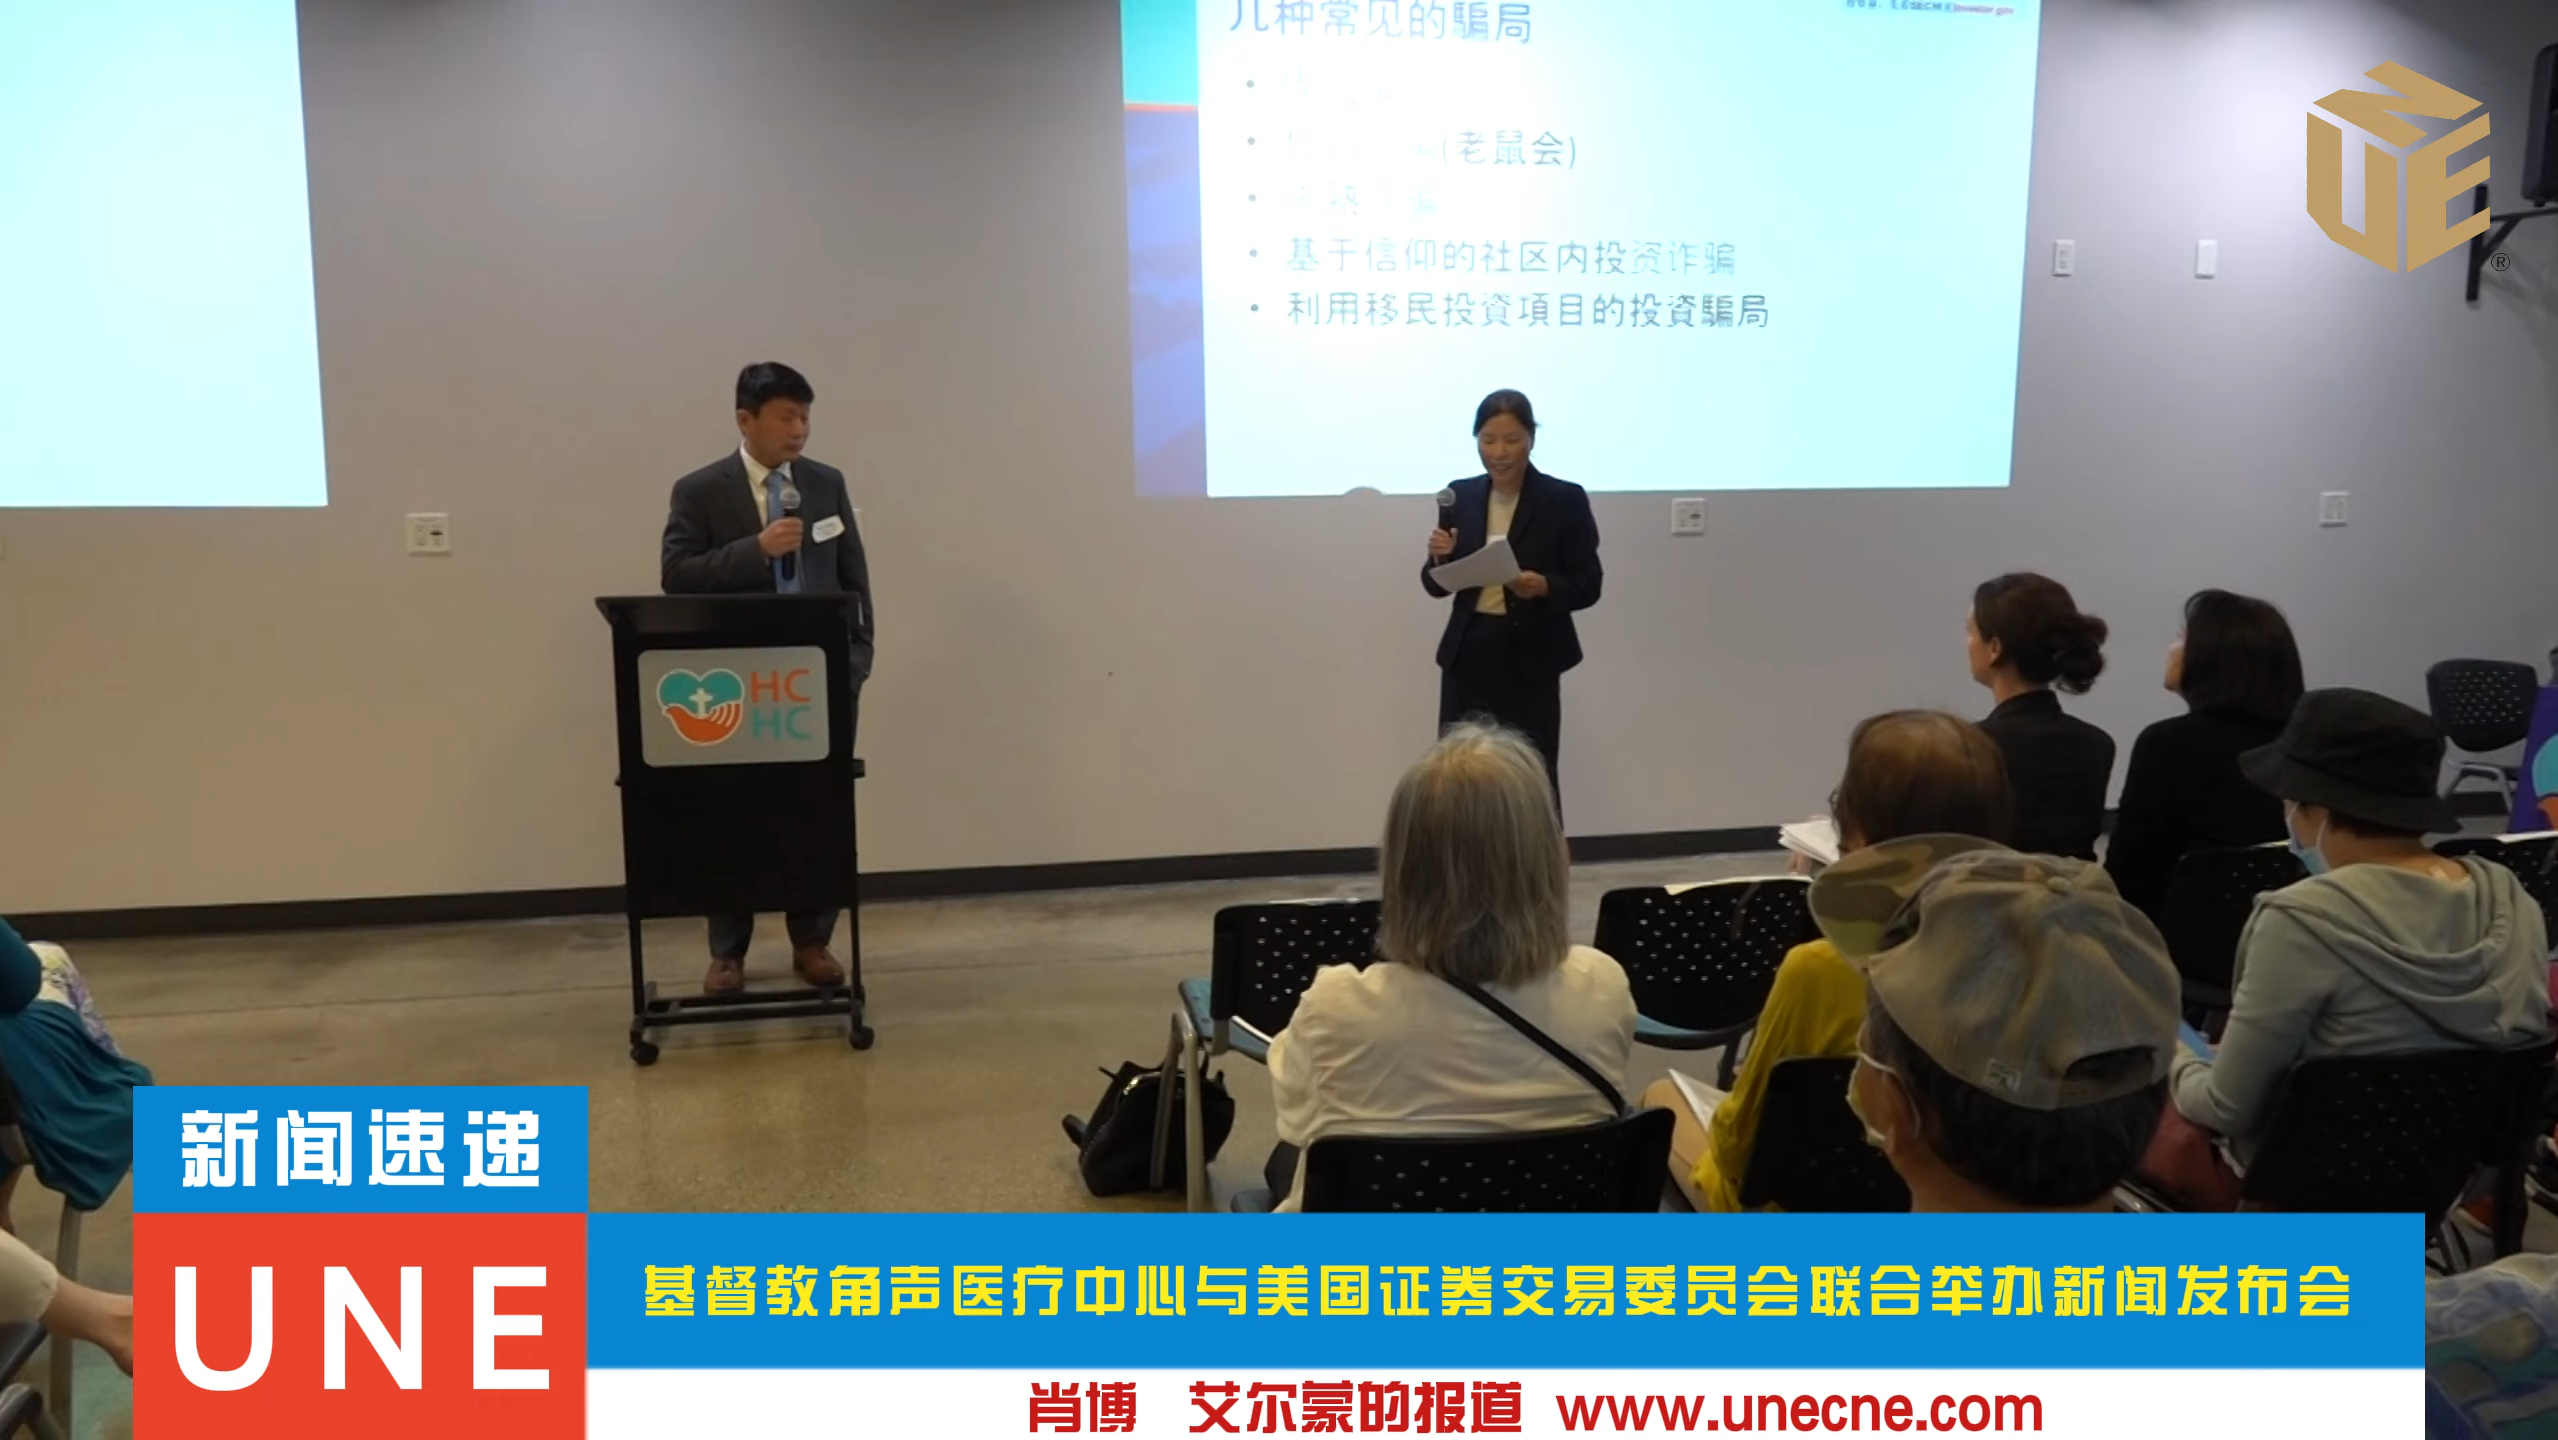 几种常见的騙局
(老鼠会)
基于信仰的社区内投资诈骗
利用移民投資項目的投資騙局
UNE
®
HC
HC
新闻速递
UNE
基督教角声医疗中心与美国证券交易委员会联合举办新闻发布会
肖博 艾尔蒙的报道 www.unecne.com